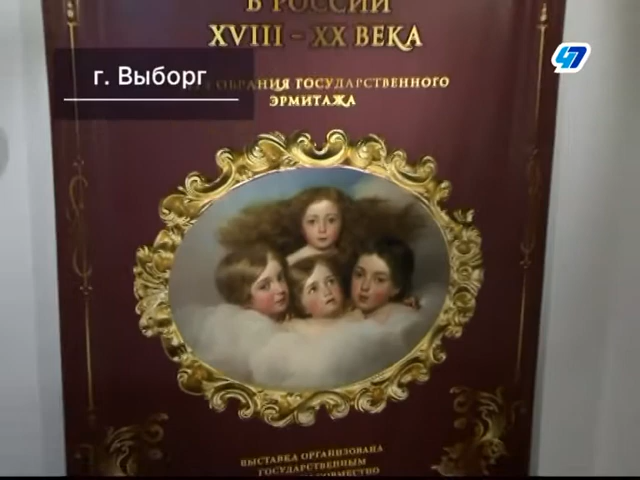 В РОССИИ
XVIII – XX ВЕКА
г. Выборг
СОБРАНИЯ ГОСУДАРСТВЕННОГО
ЭРМИТАЖА
ВЫСТАВКА ОРГАНИЗОВАНА
ГОСУДАРСТВЕННЫМ